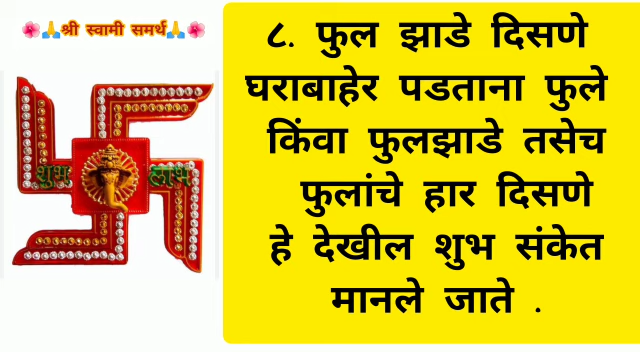 🌸🙏श्री स्वामी समर्थ🙏🌸
शुभ लाभ
८. फुल झाडे दिसणे
घराबाहेर पडताना फुले
किंवा फुलझाडे तसेच
फुलांचे हार दिसणे
हे देखील शुभ संकेत
मानले जाते .